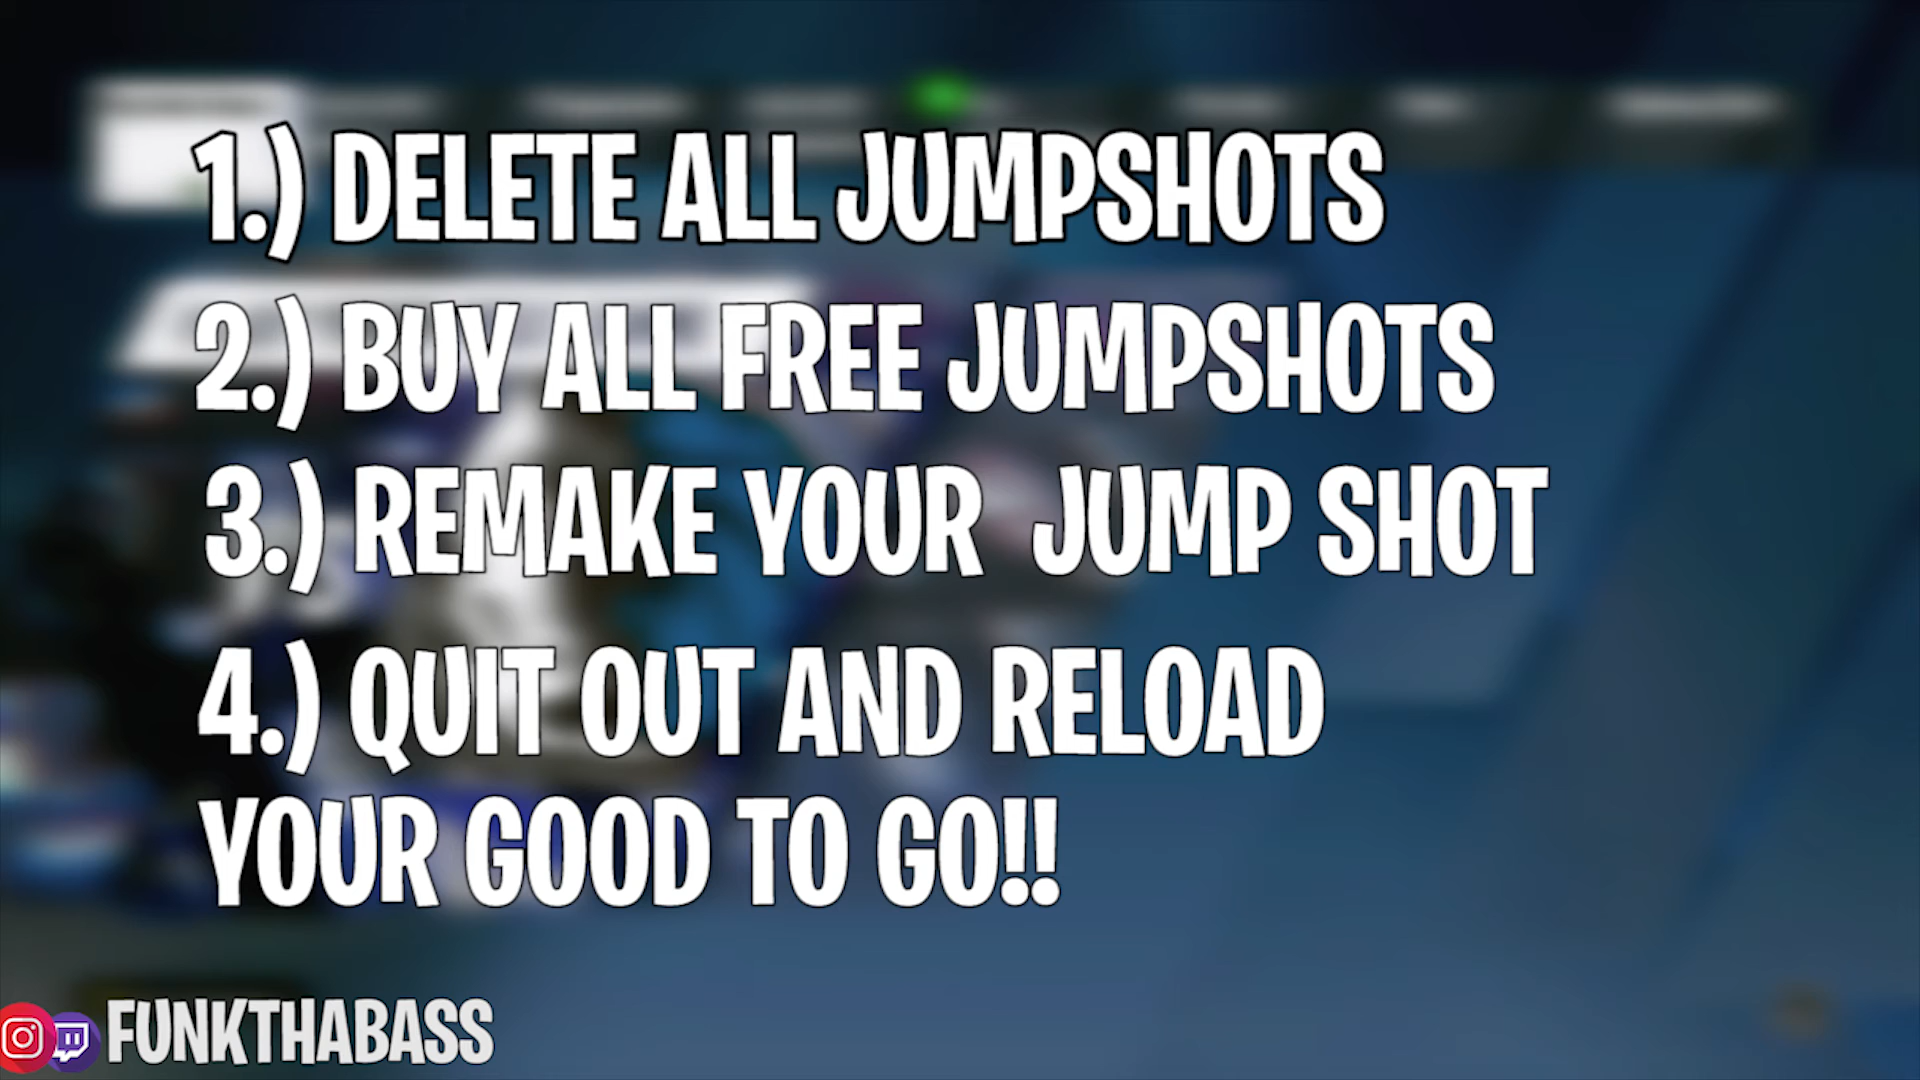 1.) DELETE ALL JUMPSHOTS
2.) BUY ALL FREE JUMPSHOTS
3.) REMAKE YOUR JUMP SHOT
4.) QUIT OUT AND RELOAD
YOUR GOOD TO GO!!
FUNKTHABASS